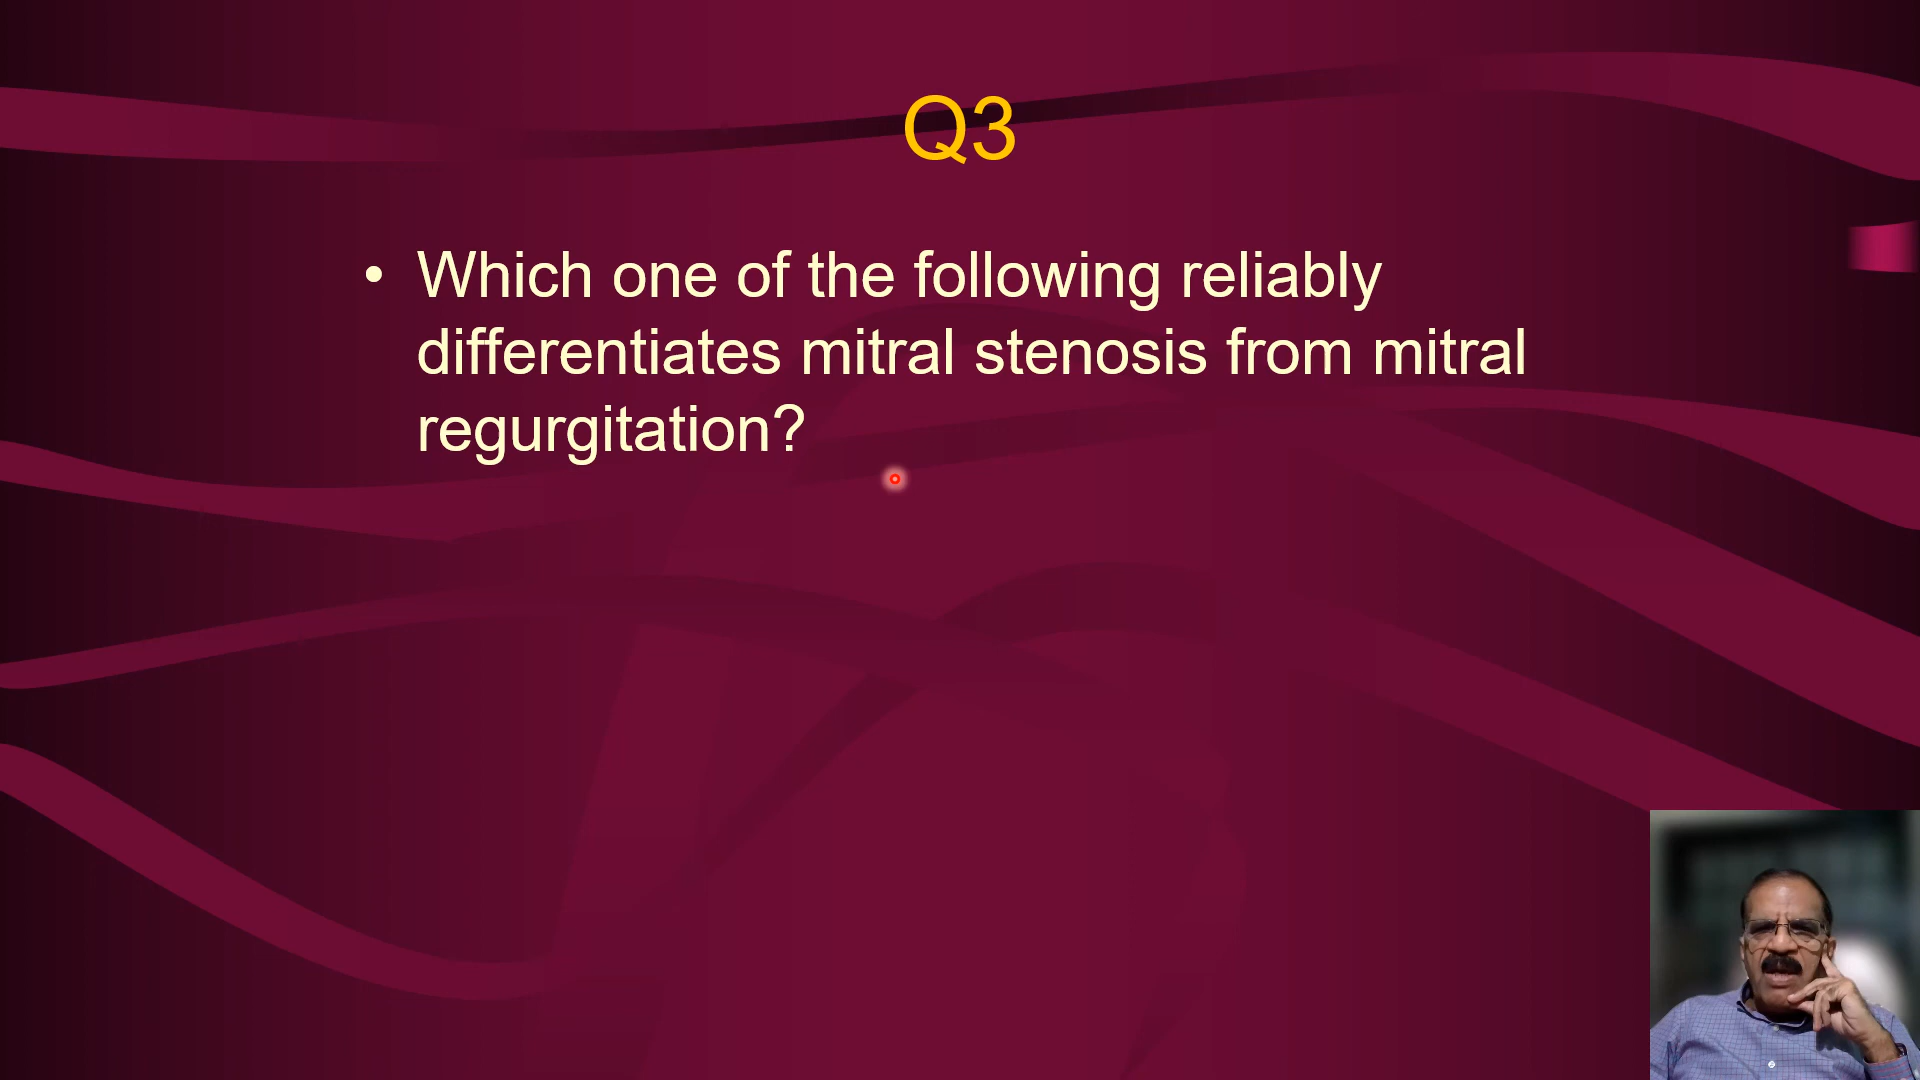 Q3
• Which one of the following reliably
differentiates mitral stenosis from mitral
regurgitation?